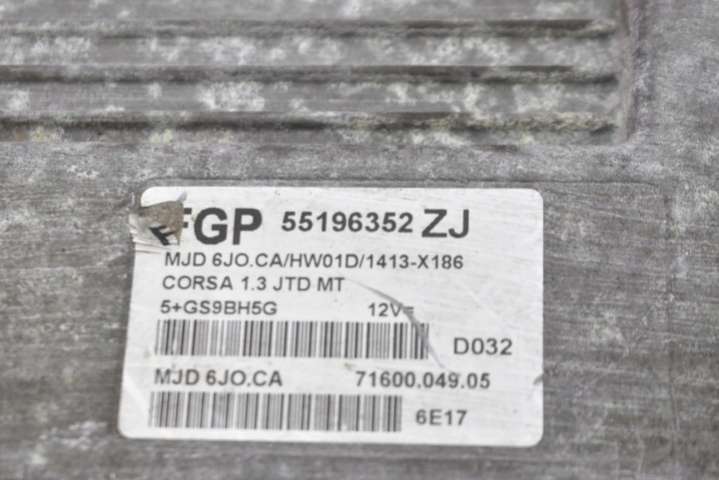 FGP 55196352 ZJ
MJD 6JO.CA/HW01D/1413-X186
CORSA 1.3 JTD MT
5+GS9BH5G 12V=
D032
MJD 6JO.CA 71600.049.05
6E17